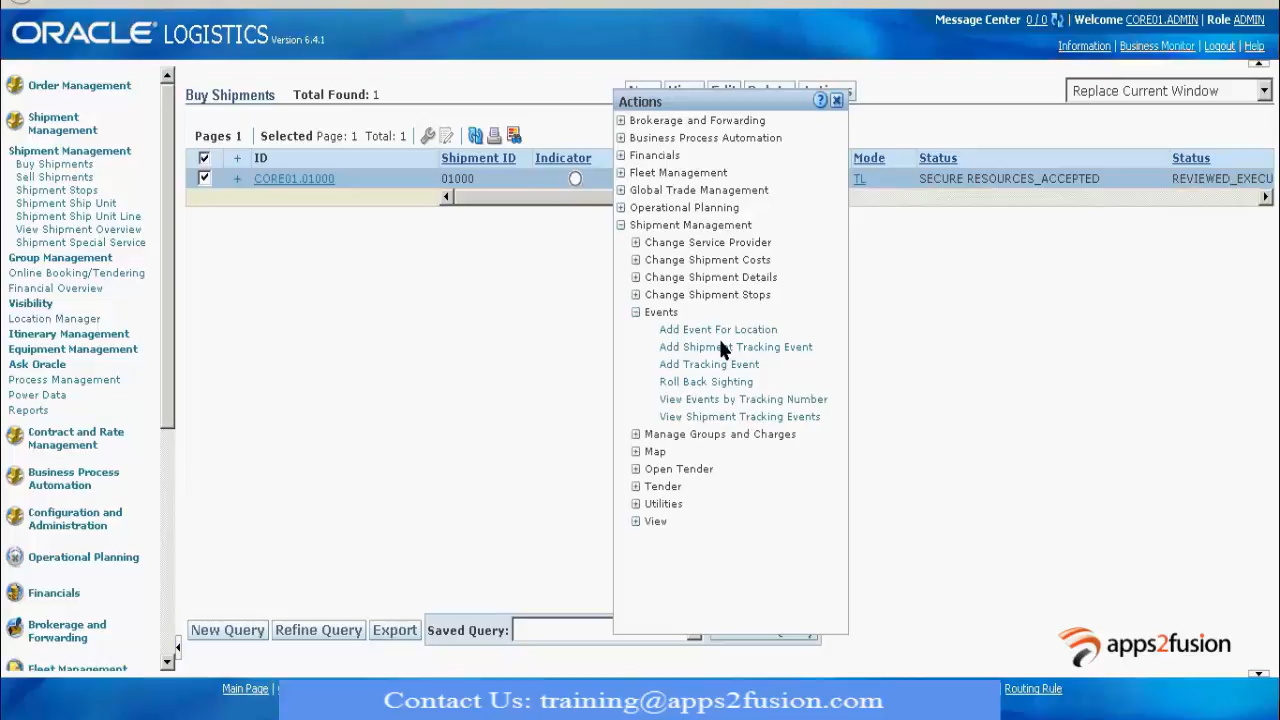 Message Center 0 / 0 | Welcome CORE01.ADMIN | Role ADMIN
ORACLE LOGISTICS Version 6.4.1
Information | Business Monitor | Logout | Help
Order Management
Shipment
Management
Shipment Management
Buy Shipments
Sell Shipments
Shipment Stops
Shipment Ship Unit
Shipment Ship Unit Line
View Shipment Overview
Shipment Special Service
Group Management
Online Booking/Tendering
Financial Overview
Visibility
Location Manager
Itinerary Management
Equipment Management
Ask Oracle
Process Management
Power Data
Reports
Contract and Rate
Management
Business Process
Automation
Configuration and
Administration
Operational Planning
Financials
Brokerage and
Forwarding
Fleet Management
Buy Shipments Total Found: 1
Replace Current Window
Pages 1 Selected Page: 1 Total: 1
ID Shipment ID Indicator Mode Status Status
CORE01.01000 01000 TL SECURE RESOURCES_ACCEPTED REVIEWED_EXECU
Actions
Brokerage and Forwarding
Business Process Automation
Financials
Fleet Management
Global Trade Management
Operational Planning
Shipment Management
Change Service Provider
Change Shipment Costs
Change Shipment Details
Change Shipment Stops
Events
Add Event For Location
Add Shipment Tracking Event
Add Tracking Event
Roll Back Sighting
View Events by Tracking Number
View Shipment Tracking Events
Manage Groups and Charges
Map
Open Tender
Tender
Utilities
View
New Query Refine Query Export Saved Query:
apps2fusion
Main Page Routing Rule
Contact Us: training@apps2fusion.com